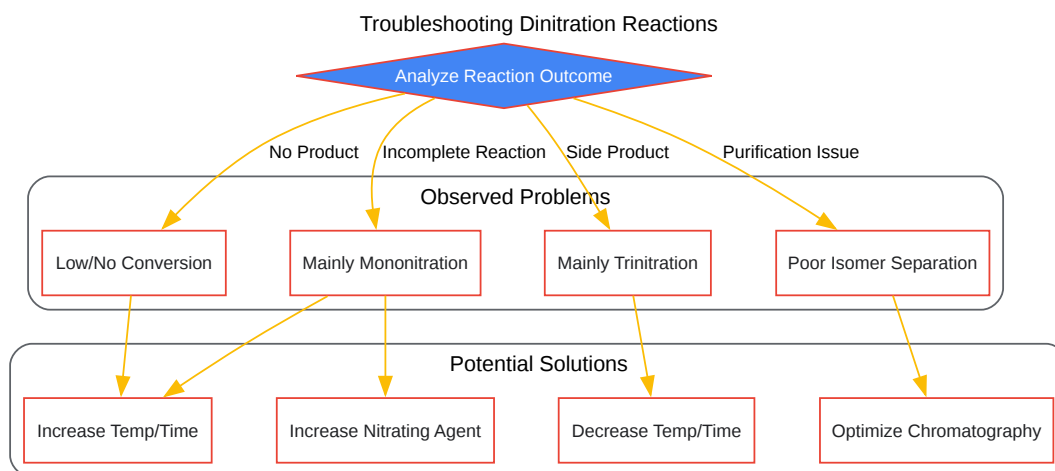 Troubleshooting Dinitration Reactions
Analyze Reaction Outcome
No Product
Incomplete Reaction
Side Product
Purification Issue
Observed Problems
Low/No Conversion
Mainly Mononitration
Mainly Trinitration
Poor Isomer Separation
Potential Solutions
Increase Temp/Time
Increase Nitrating Agent
Decrease Temp/Time
Optimize Chromatography